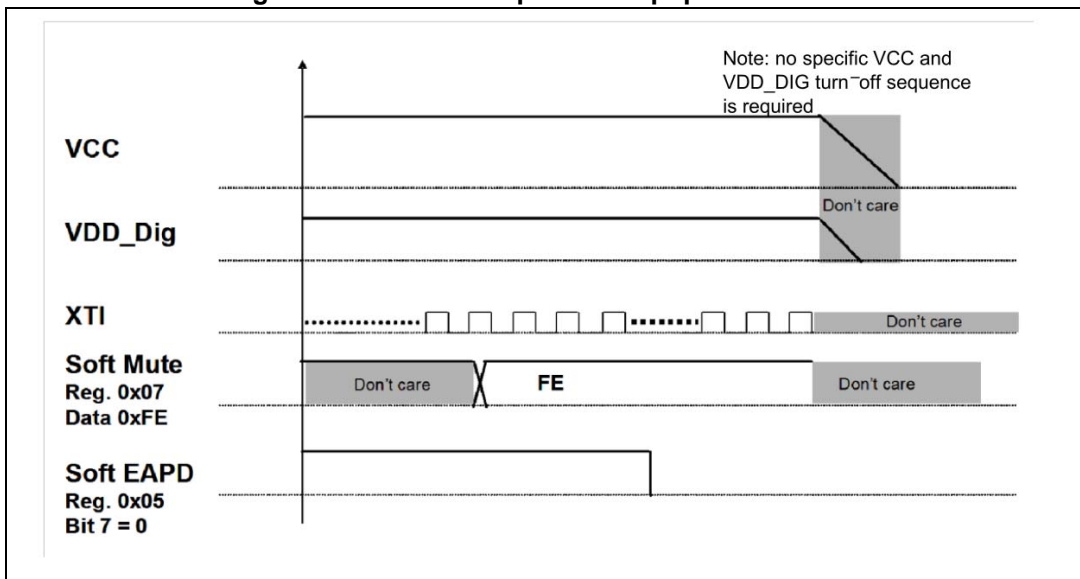 Note: no specific VCC and
VDD_DIG turn-off sequence
is required
VCC
Don't care
VDD_Dig
XTI
Don't care
Soft Mute
Reg. 0x07
Data 0xFE
Don't care
FE
Don't care
Soft EAPD
Reg. 0x05
Bit 7 = 0